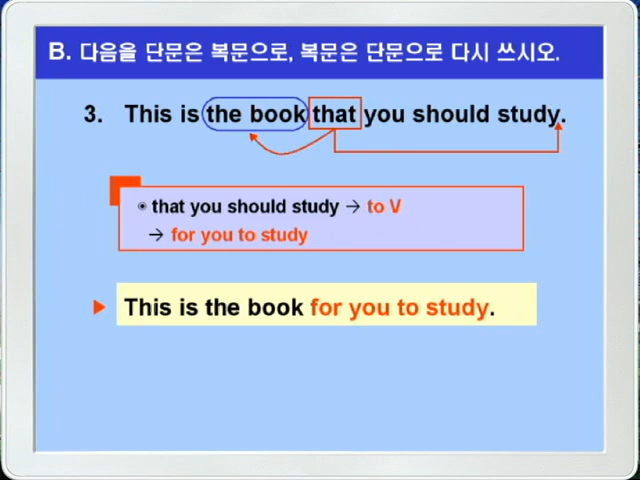 B. 다음을 단문은 복문으로, 복문은 단문으로 다시 쓰시오.
3. This is the book that you should study.
◉ that you should study → to V
→ for you to study
▶ This is the book for you to study.